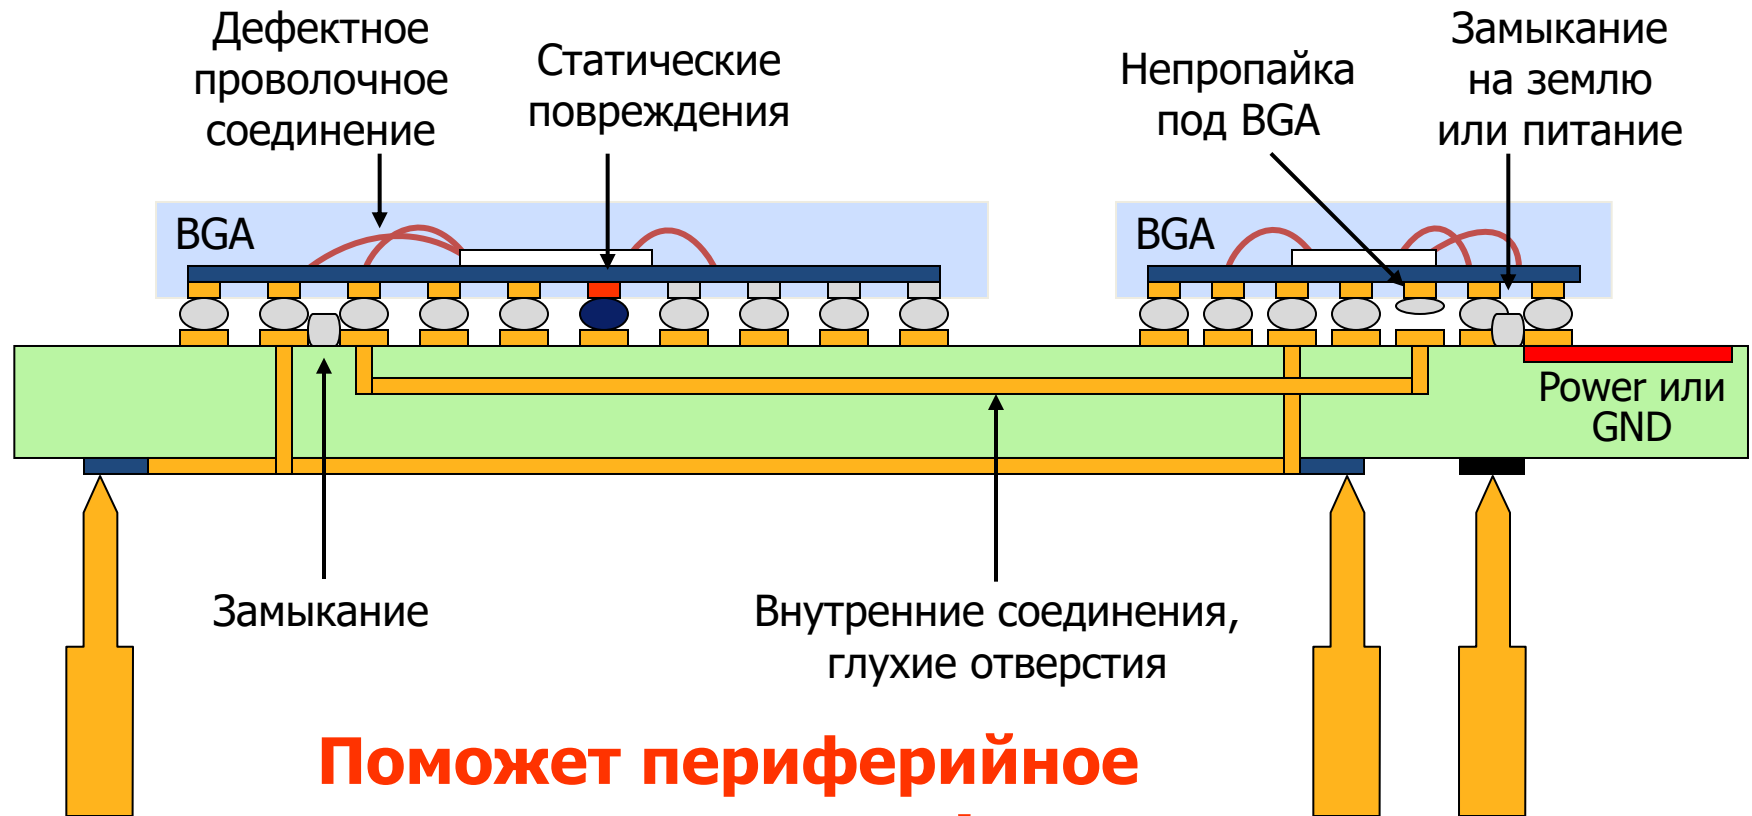 Дефектное
проволочное
соединение
Статические
повреждения
Непропайка
под BGA
Замыкание
на землю
или питание
BGA
BGA
Power или
GND
Замыкание
Внутренние соединения,
глухие отверстия
Поможет периферийное